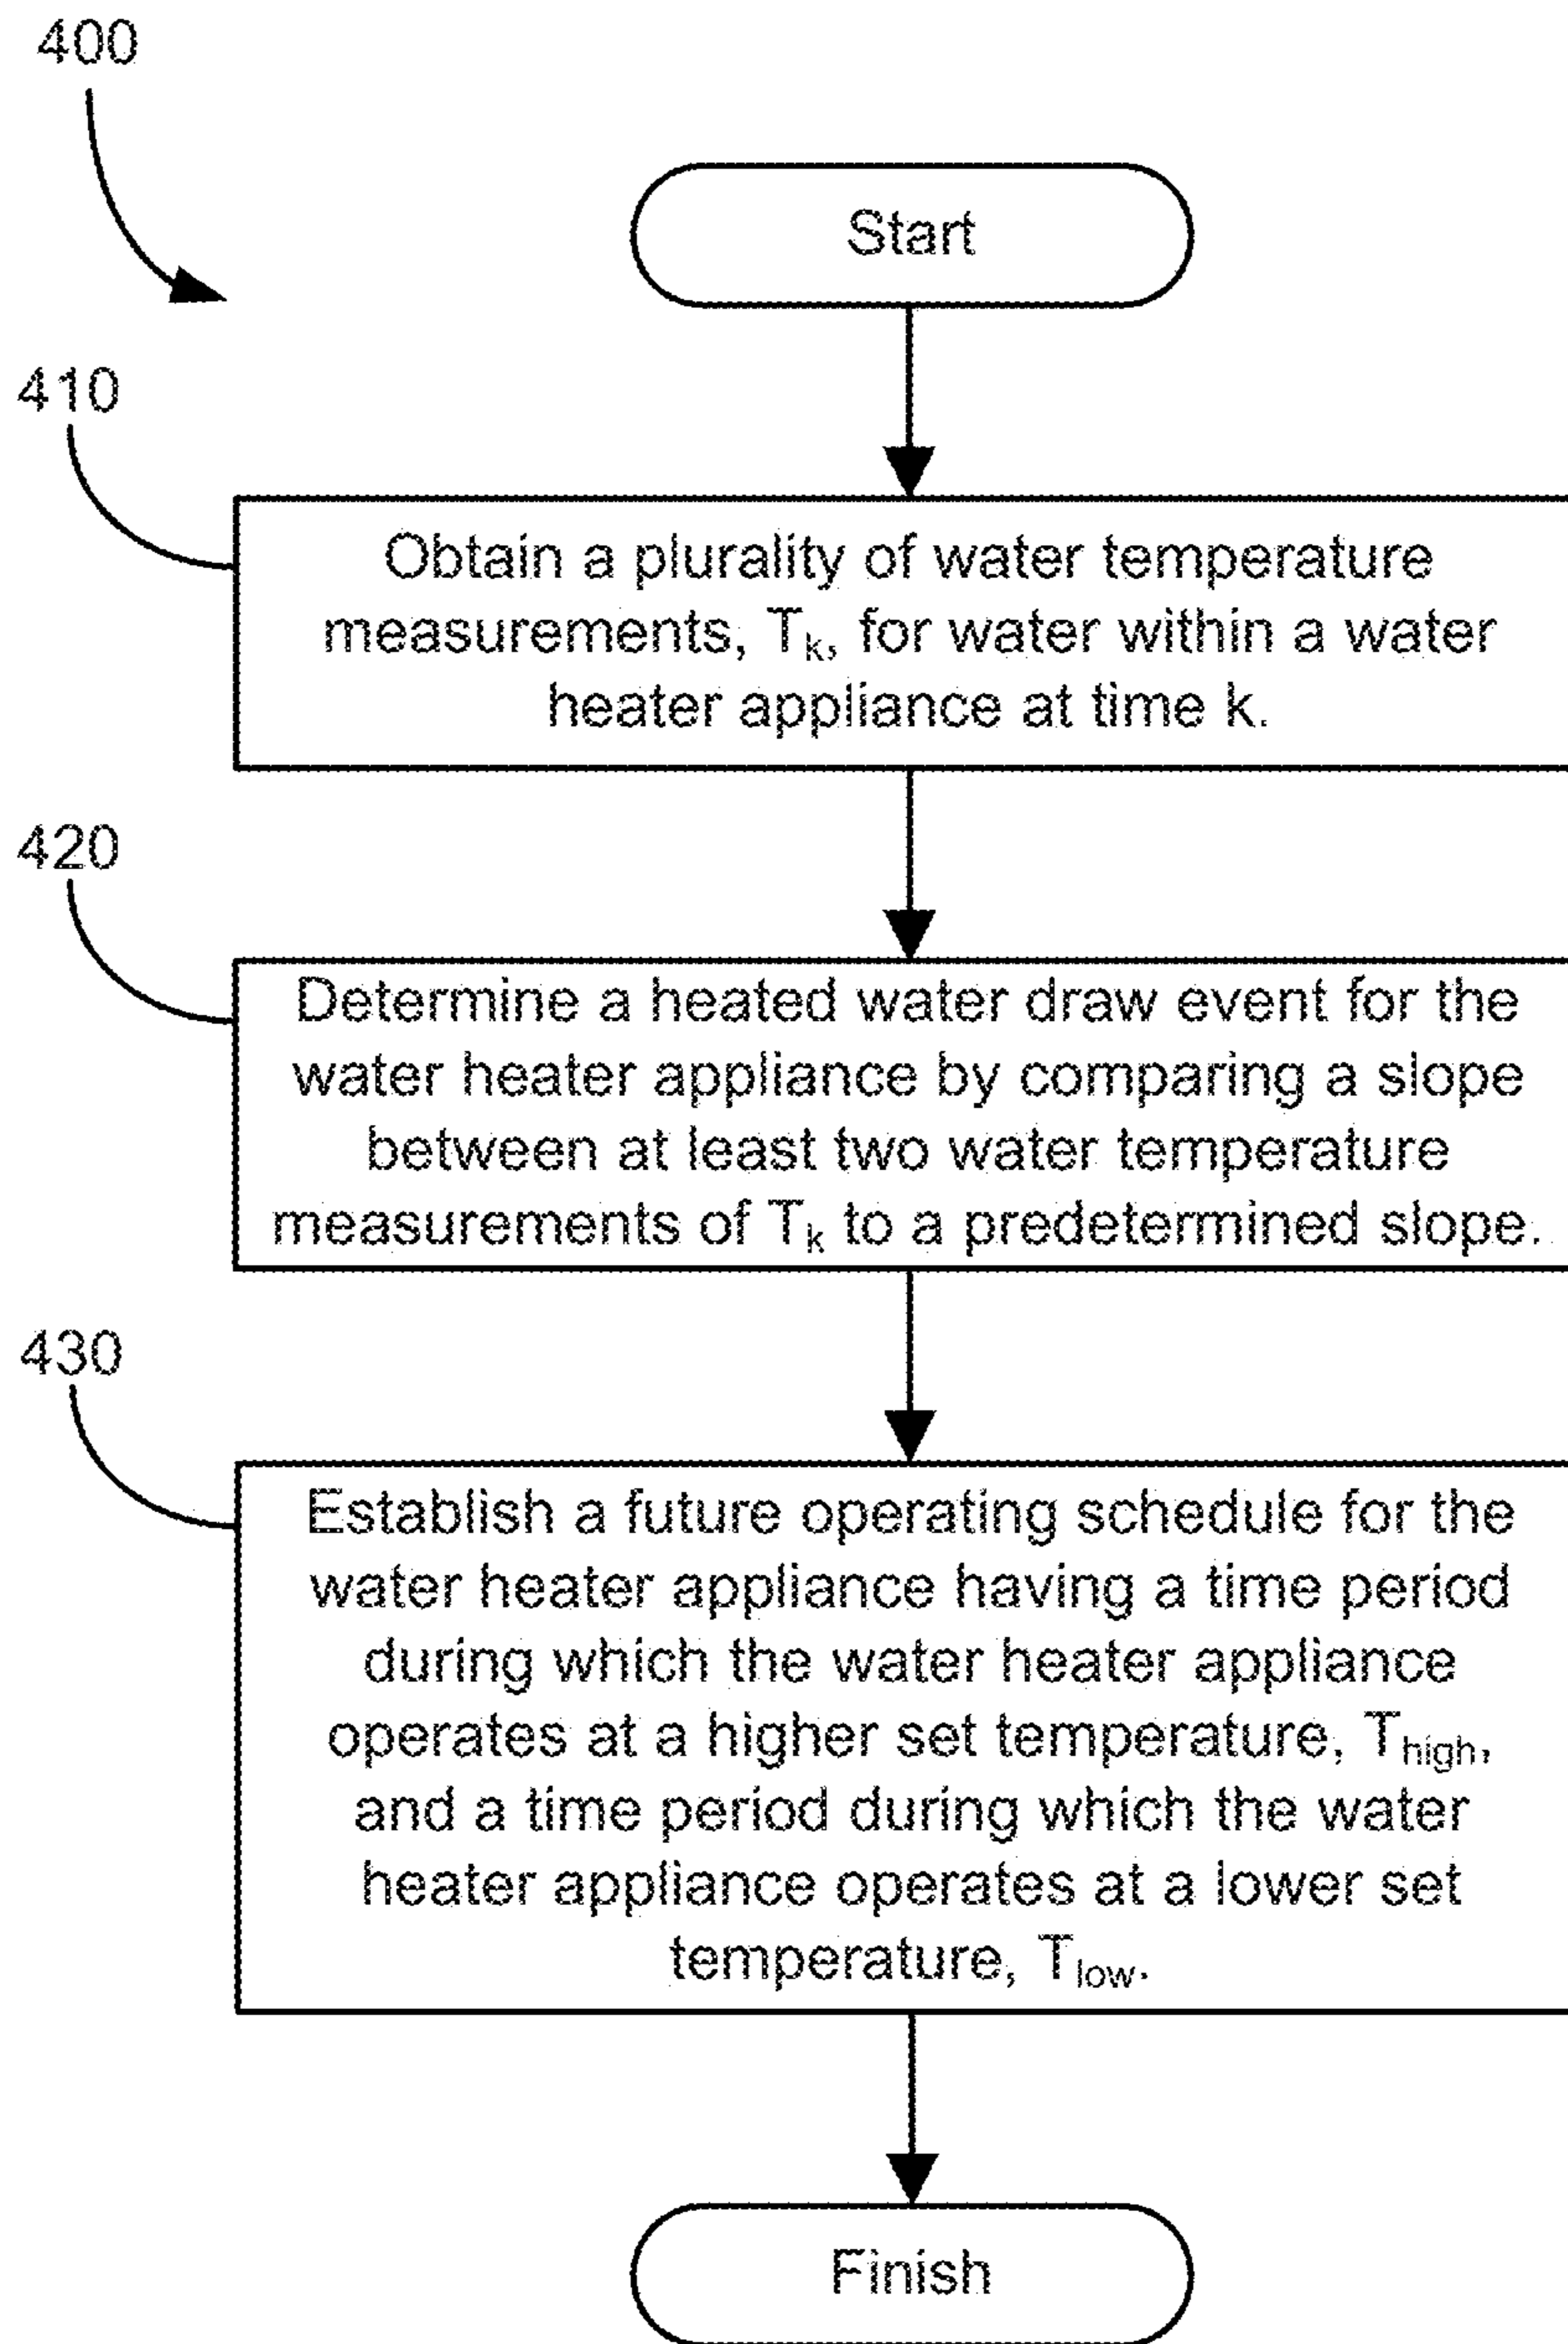 400
Start
410
Obtain a plurality of water temperature
measurements, Tk, for water within a water
heater appliance at time k.
420
Determine a heated water draw event for the
water heater appliance by comparing a slope
between at least two water temperature
measurements of Tk to a predetermined slope.
430
Establish a future operating schedule for the
water heater appliance having a time period
during which the water heater appliance
operates at a higher set temperature, Thigh,
and a time period during which the water
heater appliance operates at a lower set
temperature, Tlow.
Finish